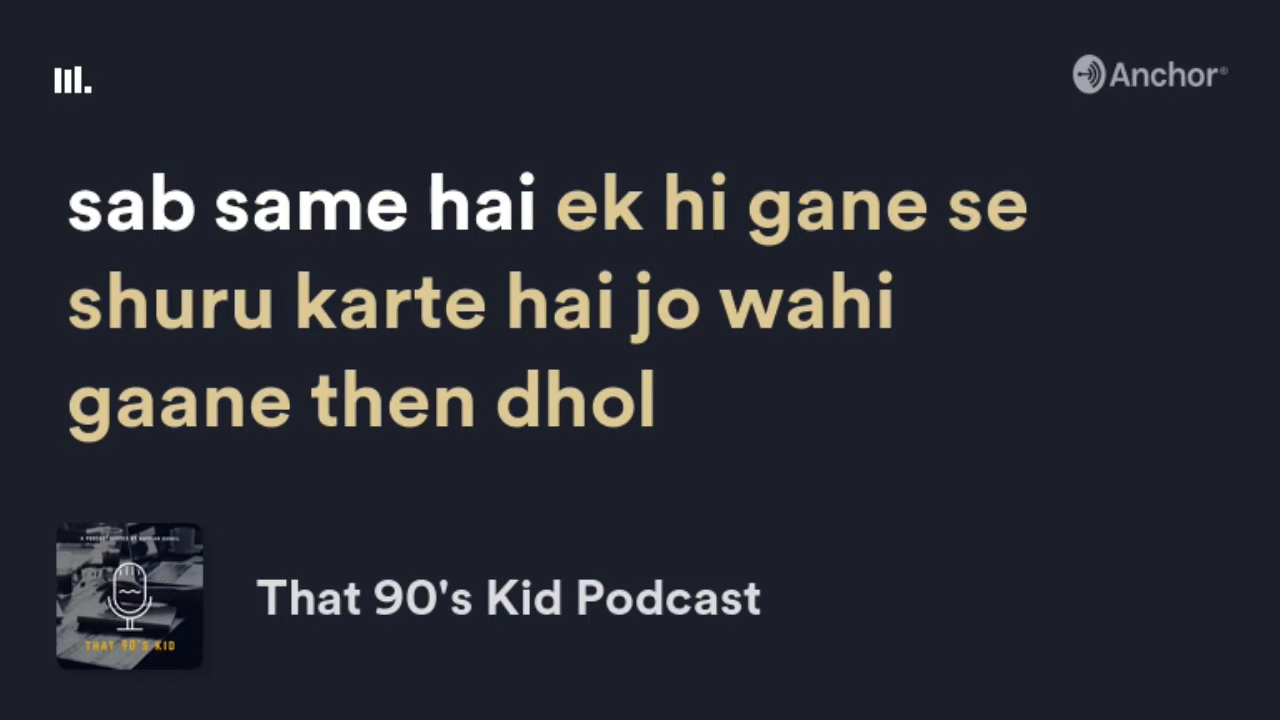 Anchor®
sab same hai ek hi gane se
shuru karte hai jo wahi
gaane then dhol
THAT 90'S KID
That 90's Kid Podcast